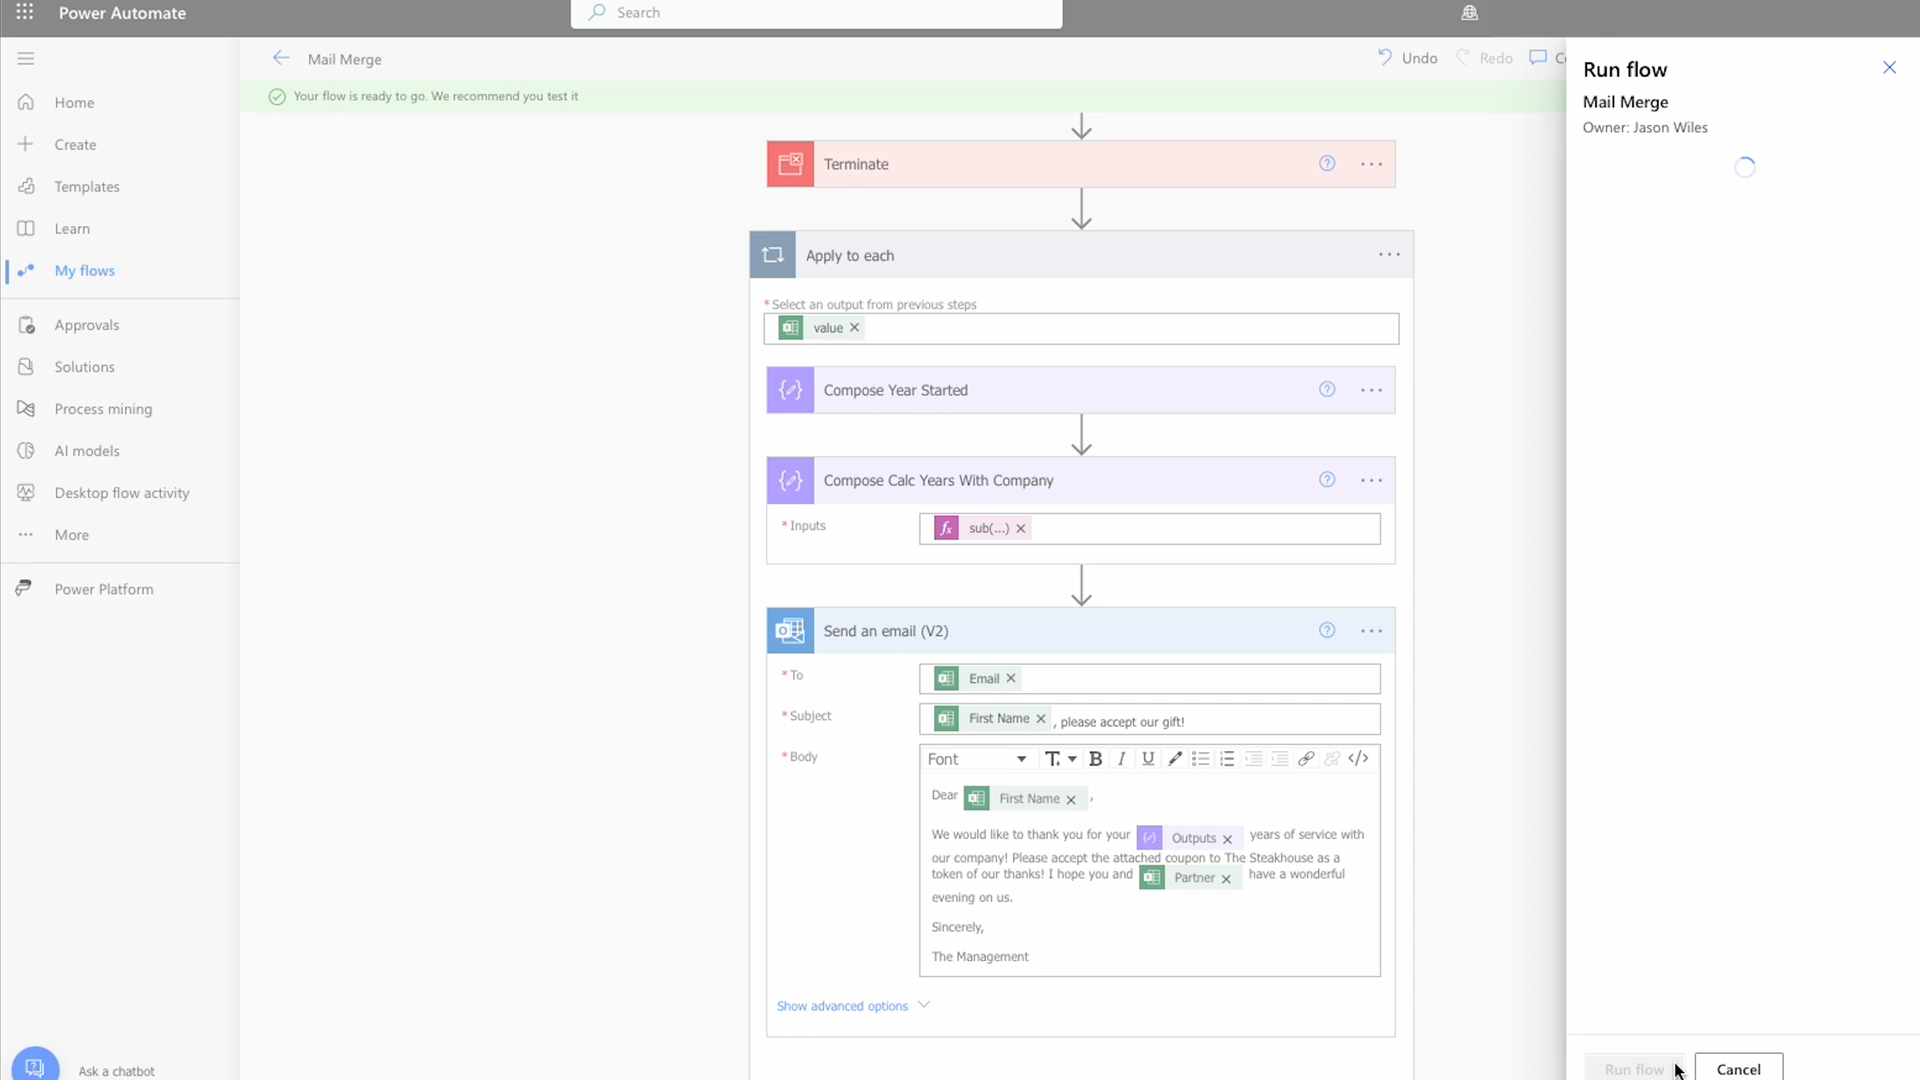 Power Automate
Search
Home
Create
Templates
Learn
My flows
Approvals
Solutions
Process mining
AI models
Desktop flow activity
More
Power Platform
Ask a chatbot
Mail Merge
Undo
Redo
Your flow is ready to go. We recommend you test it
Terminate
Apply to each
* Select an output from previous steps
value
Compose Year Started
Compose Calc Years With Company
* Inputs
fx sub(...)
Send an email (V2)
* To
Email
* Subject
First Name , please accept our gift!
* Body
Font
Dear First Name ,
We would like to thank you for your Outputs years of service with
our company! Please accept the attached coupon to The Steakhouse as a
token of our thanks! I hope you and Partner have a wonderful
evening on us.
Sincerely,
The Management
Show advanced options
Run flow
Mail Merge
Owner: Jason Wiles
Run flow
Cancel